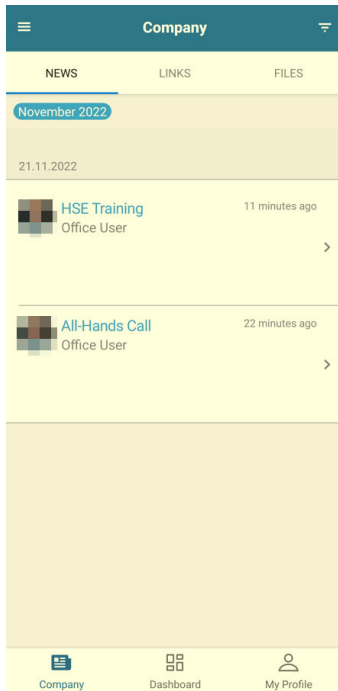 Company
NEWS LINKS FILES
November 2022
21.11.2022
HSE Training 11 minutes ago
Office User
All-Hands Call 22 minutes ago
Office User
Company Dashboard My Profile